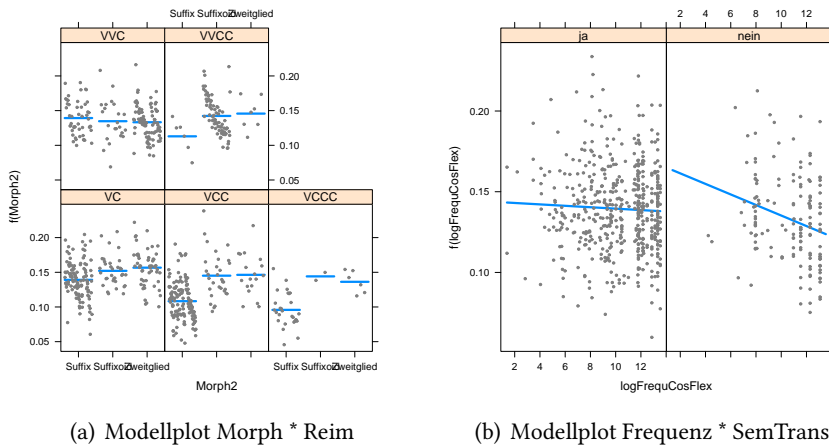 Suffix Suffixoid Zweitglied
VVC VVCC
0.20
0.15
0.10
0.05
f(Morph2)
VC VCC VCCC
0.20
0.15
0.10
0.05
Suffix Suffixoid Zweitglied Suffix Suffixoid Zweitglied
Morph2
(a) Modellplot Morph * Reim
2 4 6 8 10 12
ja nein
0.20
0.15
0.10
f(logFrequCosFlex)
2 4 6 8 10 12
logFrequCosFlex
(b) Modellplot Frequenz * SemTrans